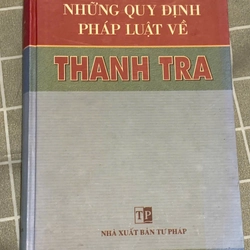 NHỮNG QUY ĐỊNH
PHÁP LUẬT VỀ
THANH TRA
TP
NHÀ XUẤT BẢN TƯ PHÁP